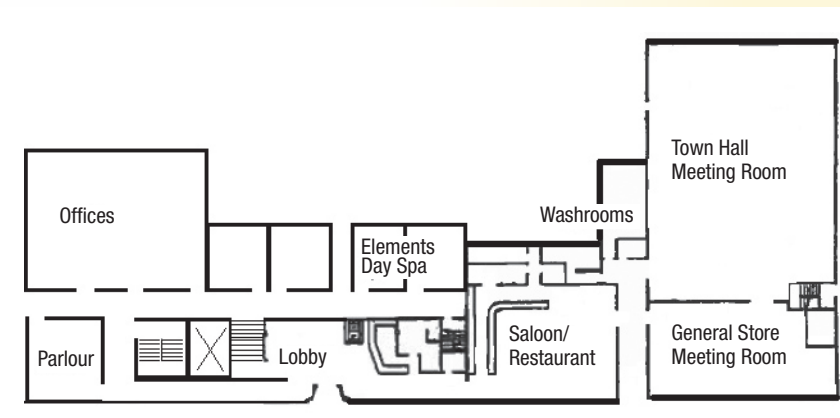 Town Hall
Meeting Room
Offices
Washrooms
Elements
Day Spa
Parlour
Lobby
Saloon/
Restaurant
General Store
Meeting Room